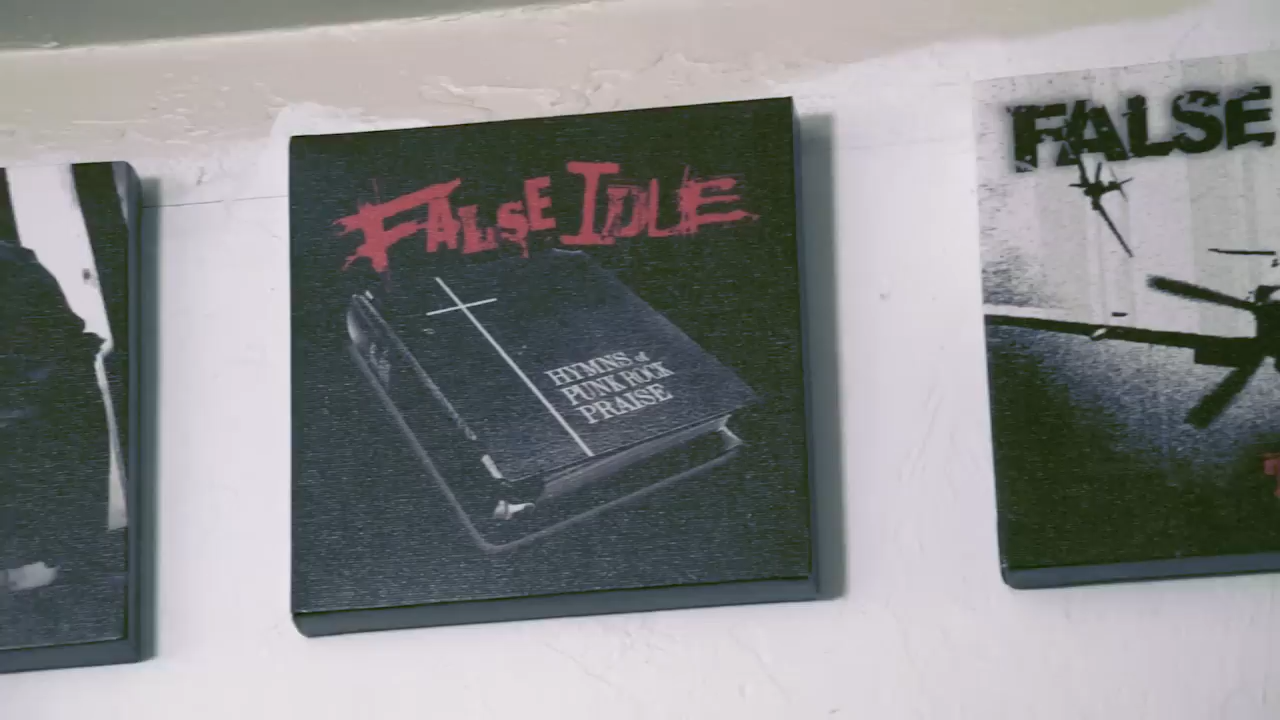 FALSE IDLE
HYMNS of
PUNK ROCK
PRAISE
FALSE